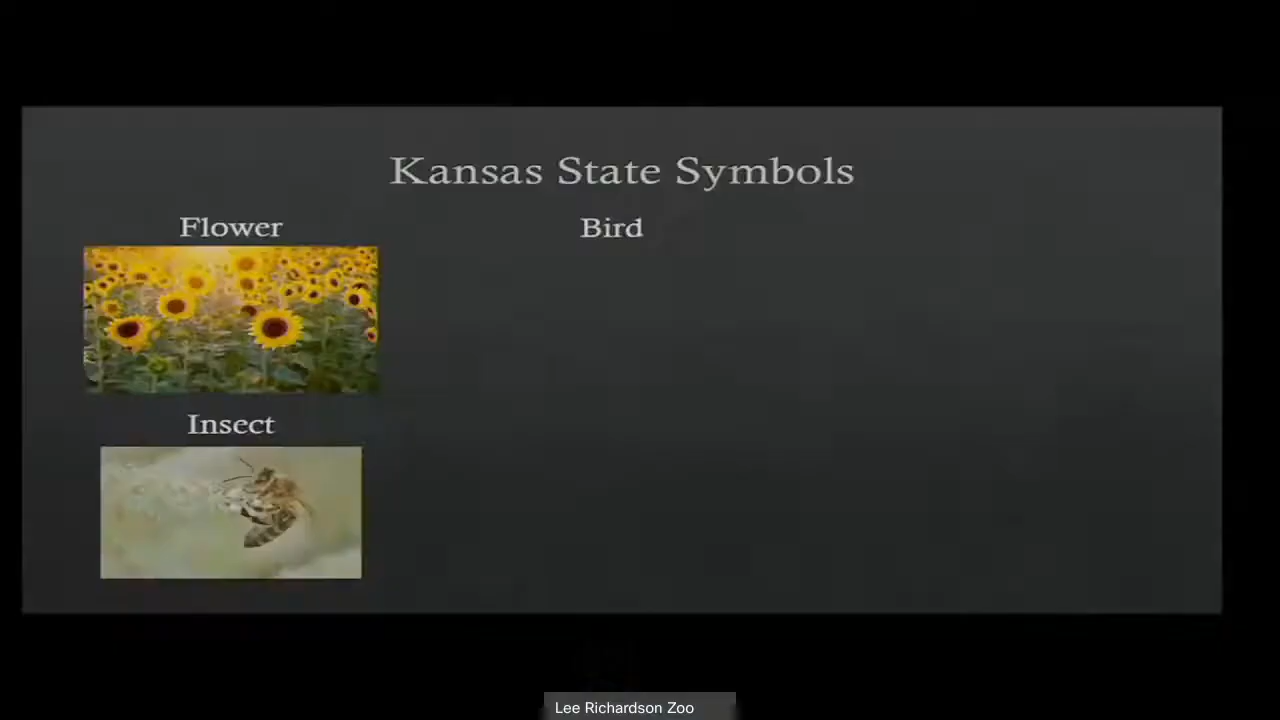 Kansas State Symbols
Flower
Bird
Insect
Lee Richardson Zoo